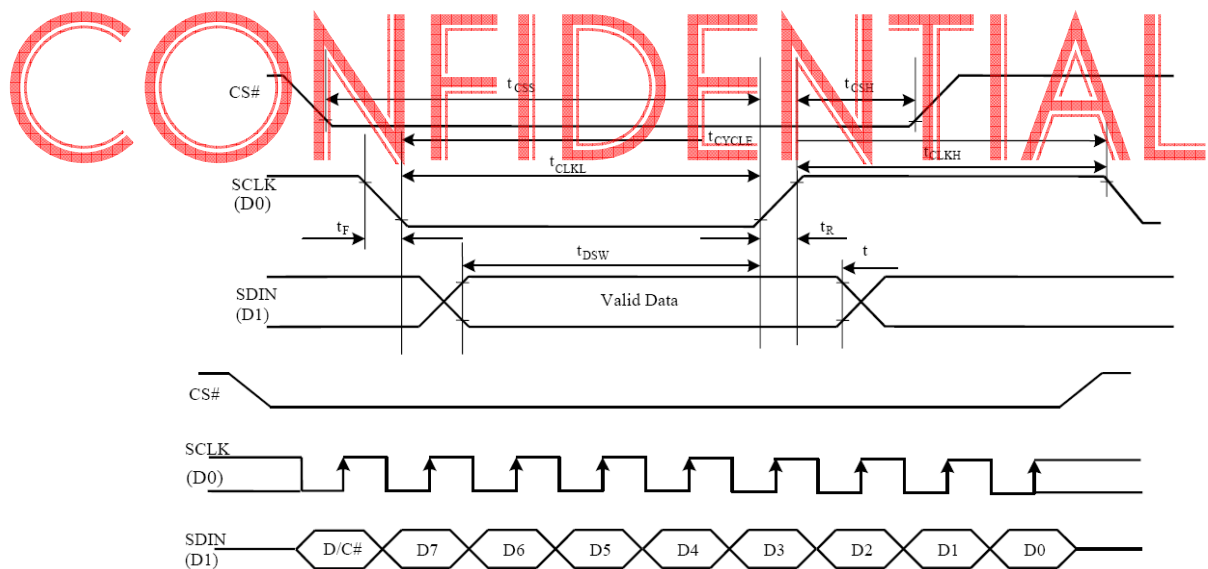 CONFIDENTIAL
CS#
tCSS
tCSH
tCYCLE
tCLKL
tCLKH
SCLK
(D0)
tF
tR
tDSW
t
SDIN
(D1)
Valid Data
CS#
SCLK
(D0)
SDIN
(D1)
D/C# D7 D6 D5 D4 D3 D2 D1 D0